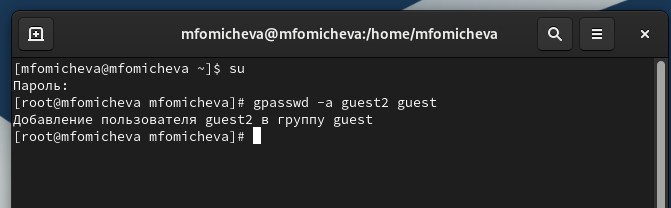 mfomicheva@mfomicheva:/home/mfomicheva
[mfomicheva@mfomicheva ~]$ su
Пароль:
[root@mfomicheva mfomicheva]# gpasswd -a guest2 guest
Добавление пользователя guest2 в группу guest
[root@mfomicheva mfomicheva]#